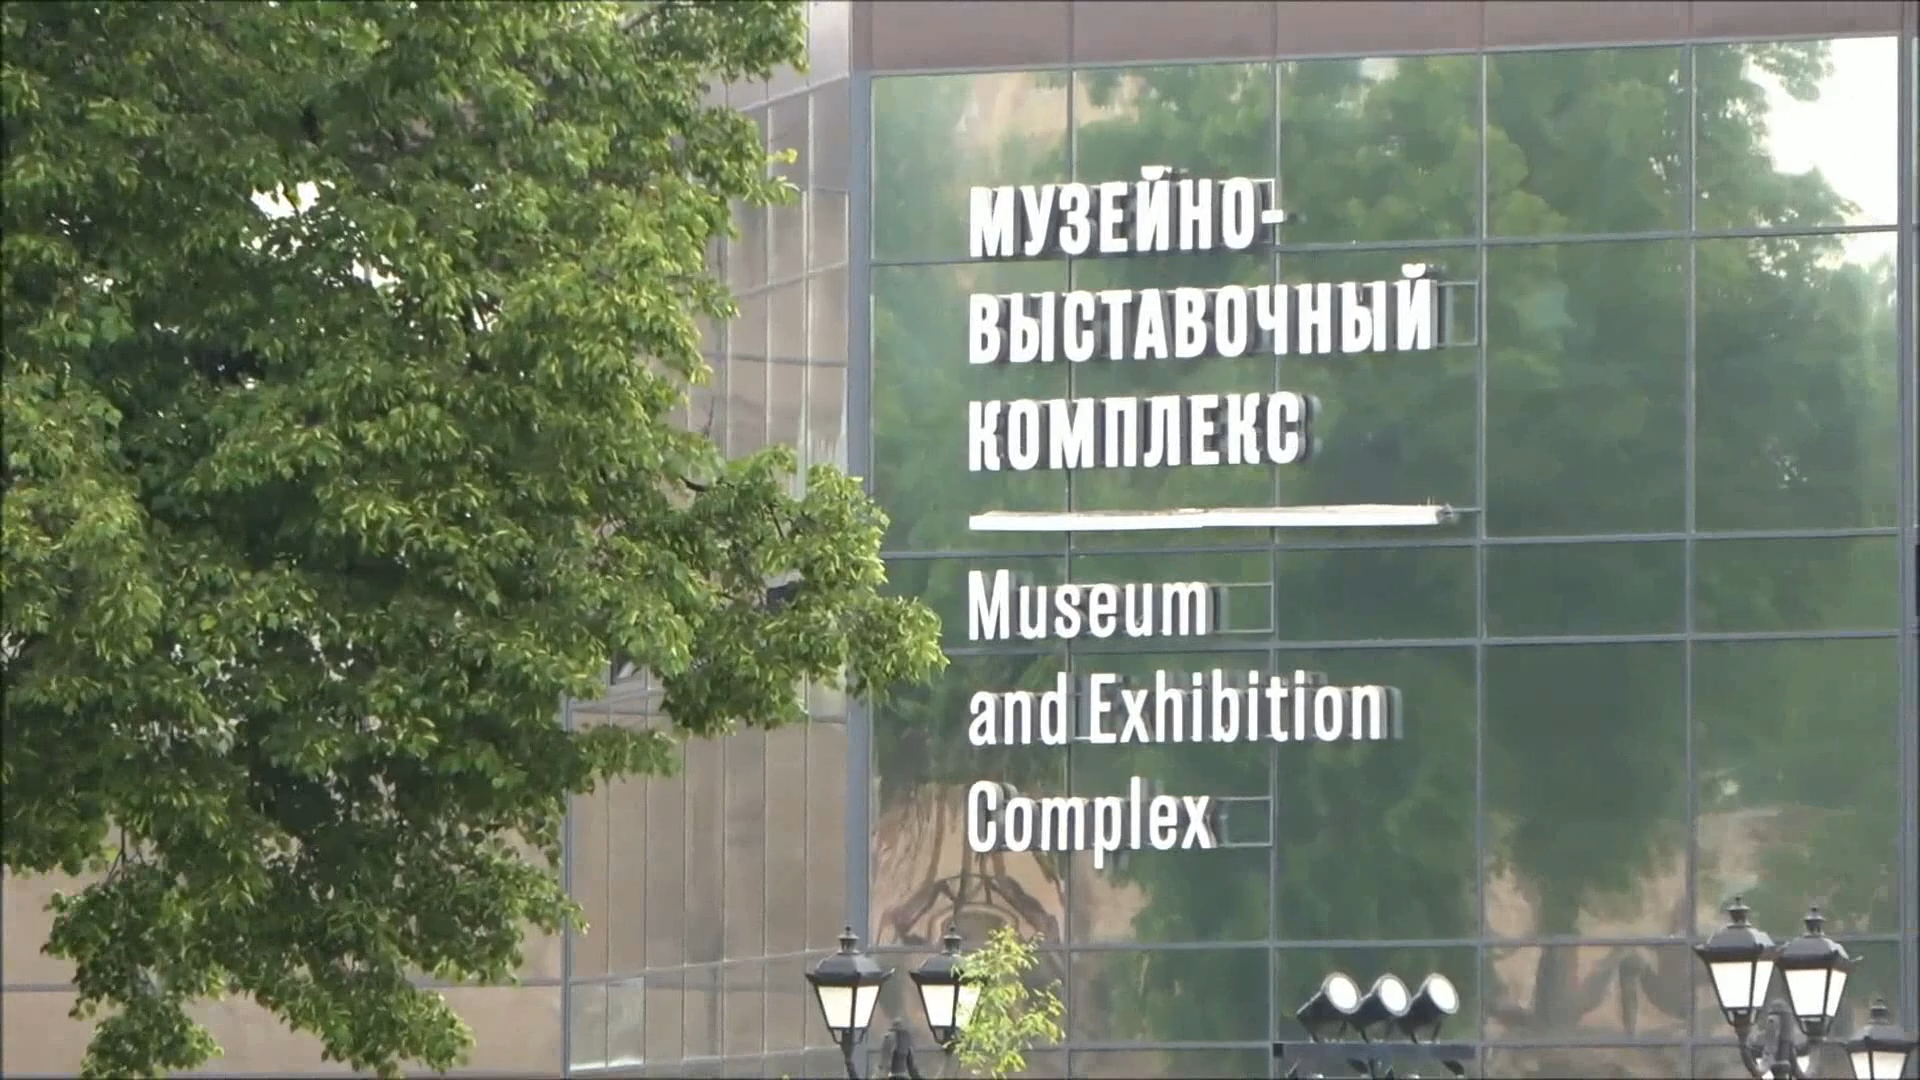 МУЗЕЙНО-
ВЫСТАВОЧНЫЙ
КОМПЛЕКС
Museum
and Exhibition
Complex